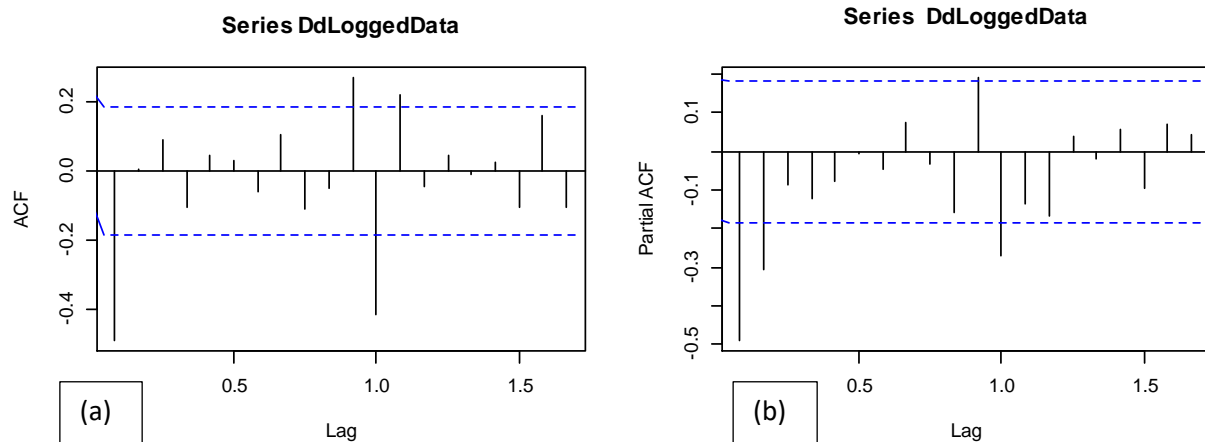 Series DdLoggedData
ACF
0.2
0.0
-0.2
-0.4
0.5
1.0
1.5
Lag
(a)
Series DdLoggedData
Partial ACF
0.1
-0.1
-0.3
-0.5
0.5
1.0
1.5
Lag
(b)